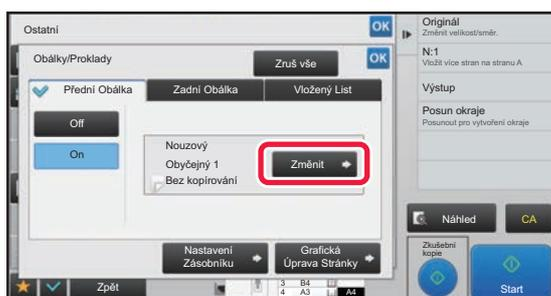 Ostatní
OK
Obálky/Proklady
Zruš vše
OK
Přední Obálka
Zadní Obálka
Vložený List
Off
On
Nouzový
Obyčejný 1
Bez kopírování
Změnit
Nastavení
Zásobníku
Grafická
Úprava Stránky
Zpět
3 B4
4 A3
A4
Originál
Změnit velikost/směr.
N:1
Vložit více stran na stranu A
Výstup
Posun okraje
Posunout pro vytvoření okraje
Náhled
CA
Zkušební
kopie
Start